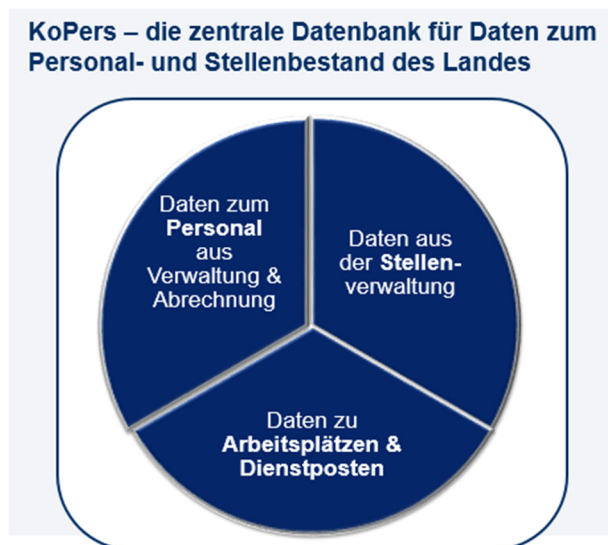 KoPers – die zentrale Datenbank für Daten zum
Personal- und Stellenbestand des Landes
Daten zum
Personal
aus
Verwaltung &
Abrechnung
Daten aus
der Stellen-
verwaltung
Daten zu
Arbeitsplätzen &
Dienstposten